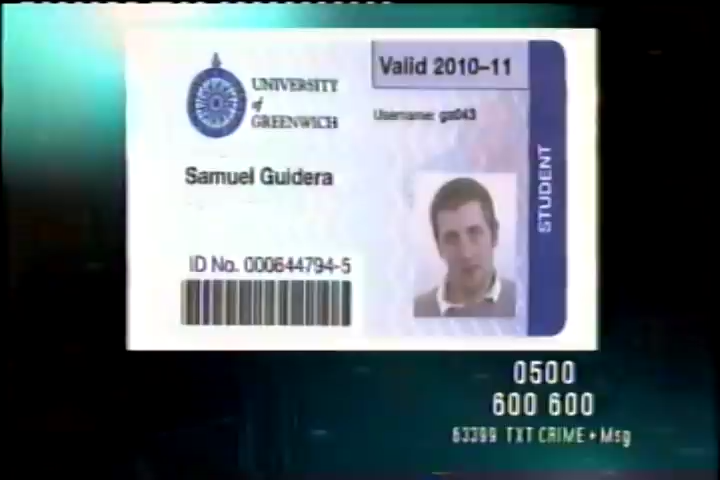 UNIVERSITY
of
GREENWICH
Valid 2010–11
Username: gs043
Samuel Guidera
STUDENT
ID No. 000644794-5
0500
600 600
63399 TXT CRIME + Msg